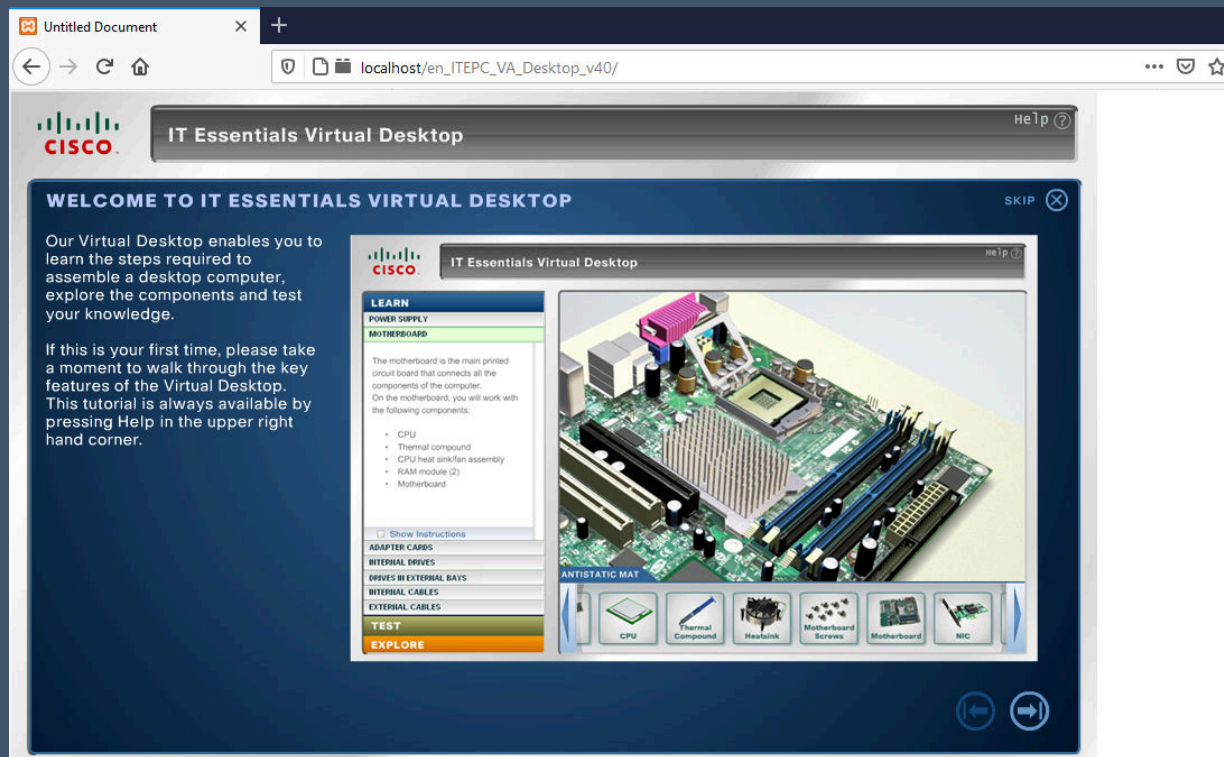 Untitled Document
localhost/en_ITEPC_VA_Desktop_v40/
CISCO
IT Essentials Virtual Desktop
Help ?
WELCOME TO IT ESSENTIALS VIRTUAL DESKTOP
SKIP
Our Virtual Desktop enables you to
learn the steps required to
assemble a desktop computer,
explore the components and test
your knowledge.
If this is your first time, please take
a moment to walk through the key
features of the Virtual Desktop.
This tutorial is always available by
pressing Help in the upper right
hand corner.
CISCO
IT Essentials Virtual Desktop
Help ?
LEARN
POWER SUPPLY
MOTHERBOARD
The motherboard is the main printed
circuit board that connects all the
components of the computer.
On the motherboard, you will work with
the following components:
• CPU
• Thermal compound
• CPU heat sink/fan assembly
• RAM module (2)
• Motherboard
Show Instructions
ADAPTER CARDS
INTERNAL DRIVES
DRIVES IN EXTERNAL BAYS
INTERNAL CABLES
EXTERNAL CABLES
TEST
EXPLORE
ANTISTATIC MAT
CPU
Thermal
Compound
Heatsink
Motherboard
Screws
Motherboard
NIC